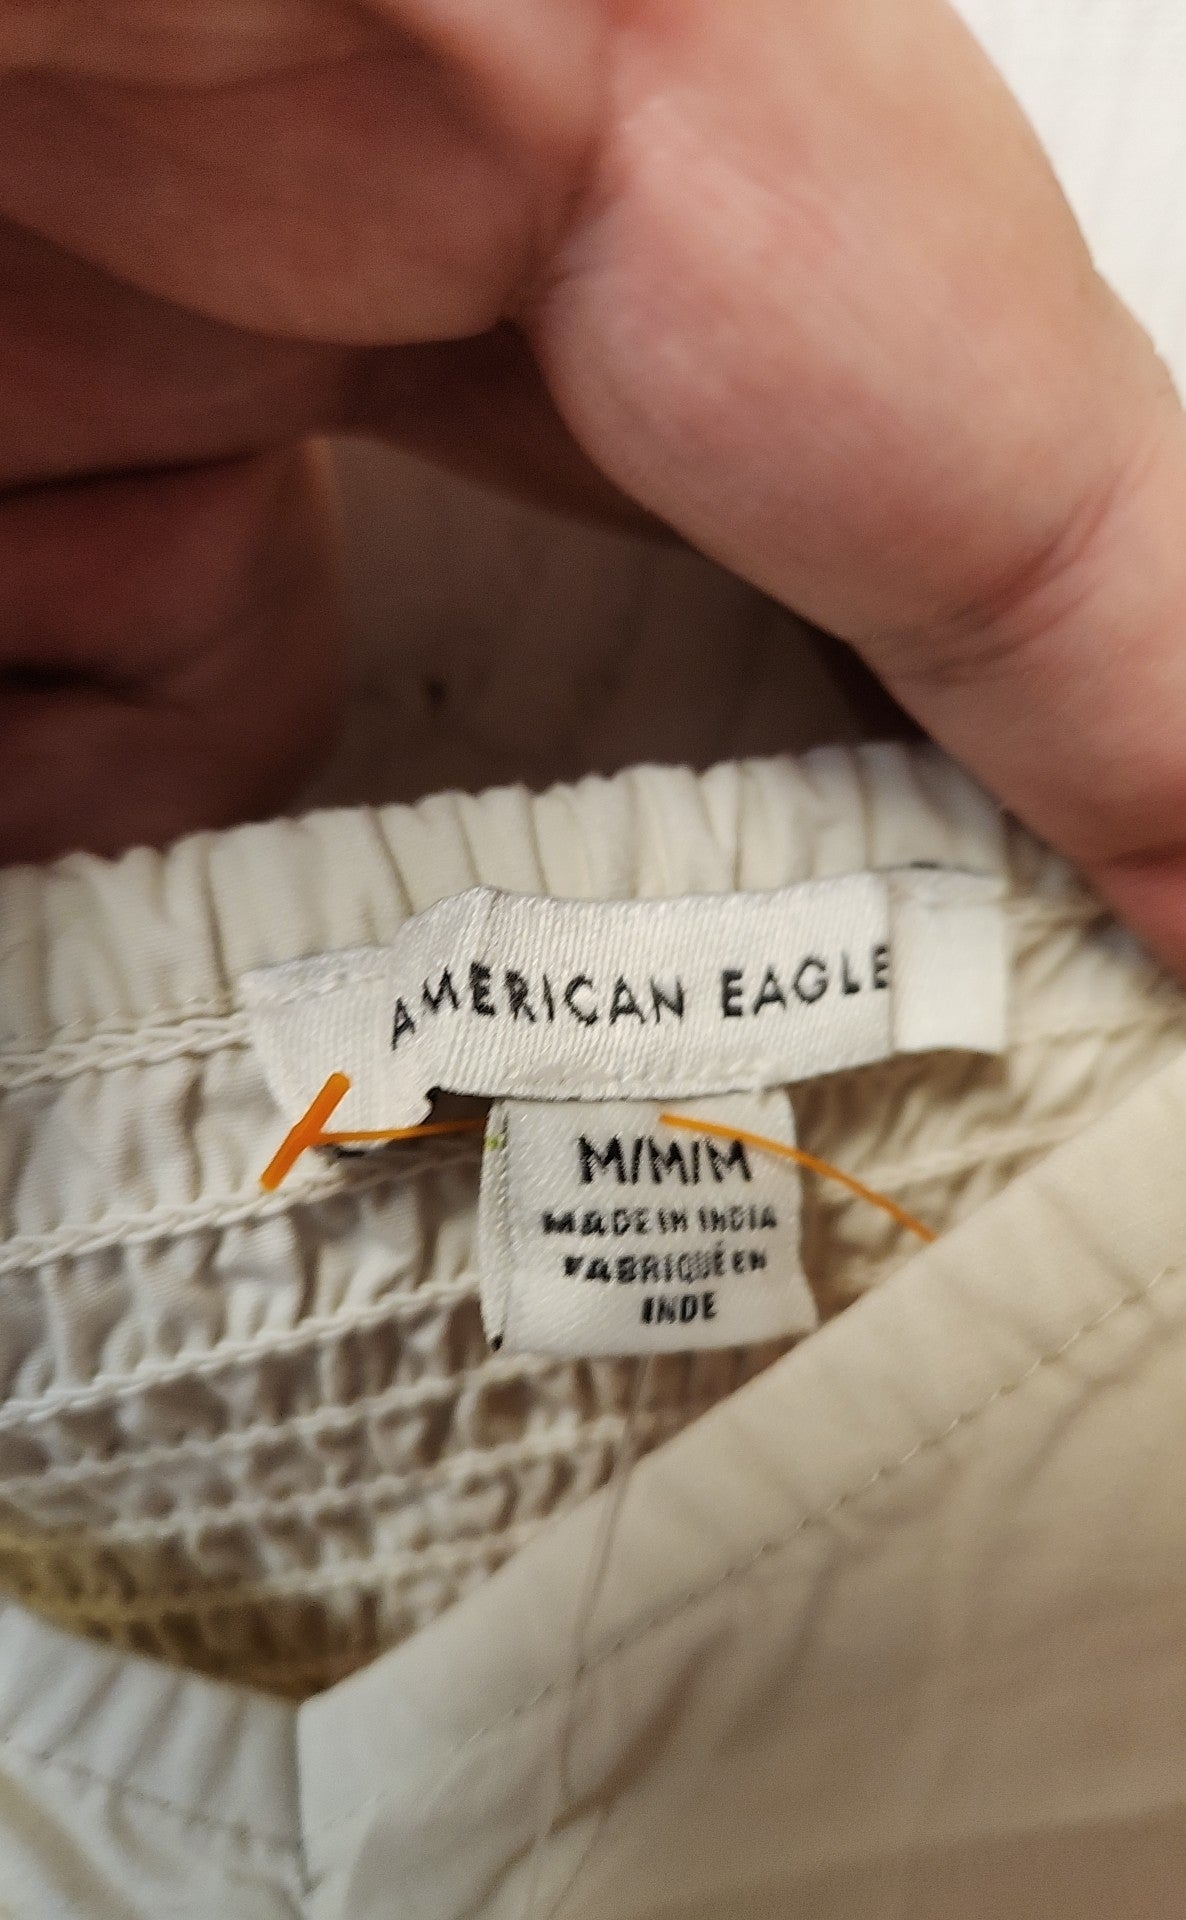 AMERICAN EAGLE
M/M/M
MADE IN INDIA
FABRIQUÉ EN
INDE